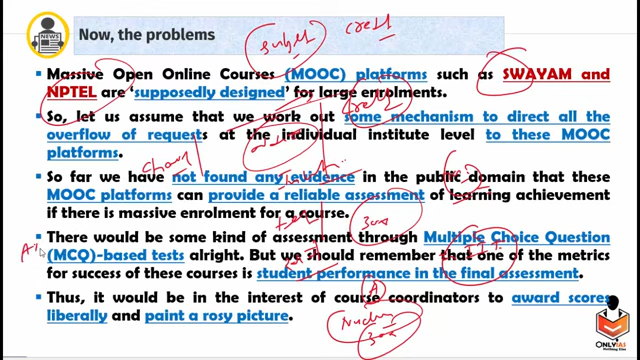 NEWS
Now, the problems
Massive Open Online Courses (MOOC) platforms such as SWAYAM and
NPTEL are supposedly designed for large enrolments.
So, let us assume that we work out some mechanism to direct all the
overflow of requests at the individual institute level to these MOOC
platforms.
So far we have not found any evidence in the public domain that these
MOOC platforms can provide a reliable assessment of learning achievement
if there is massive enrolment for a course.
There would be some kind of assessment through Multiple Choice Question
(MCQ)-based tests alright. But we should remember that one of the metrics
for success of these courses is student performance in the final assessment.
Thus, it would be in the interest of course coordinators to award scores
liberally and paint a rosy picture.
300
A
300
ONLYIAS